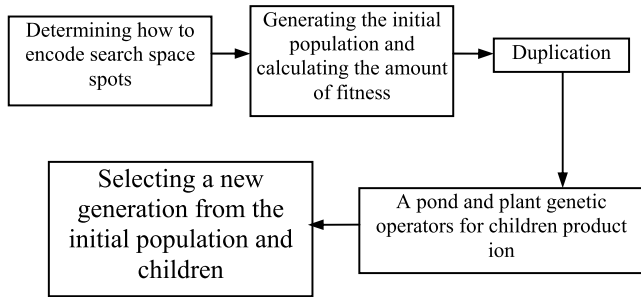 Determining how to
encode search space
spots
Generating the initial
population and
calculating the amount
of fitness
Duplication
A pond and plant genetic
operators for children product
ion
Selecting a new
generation from the
initial population and
children